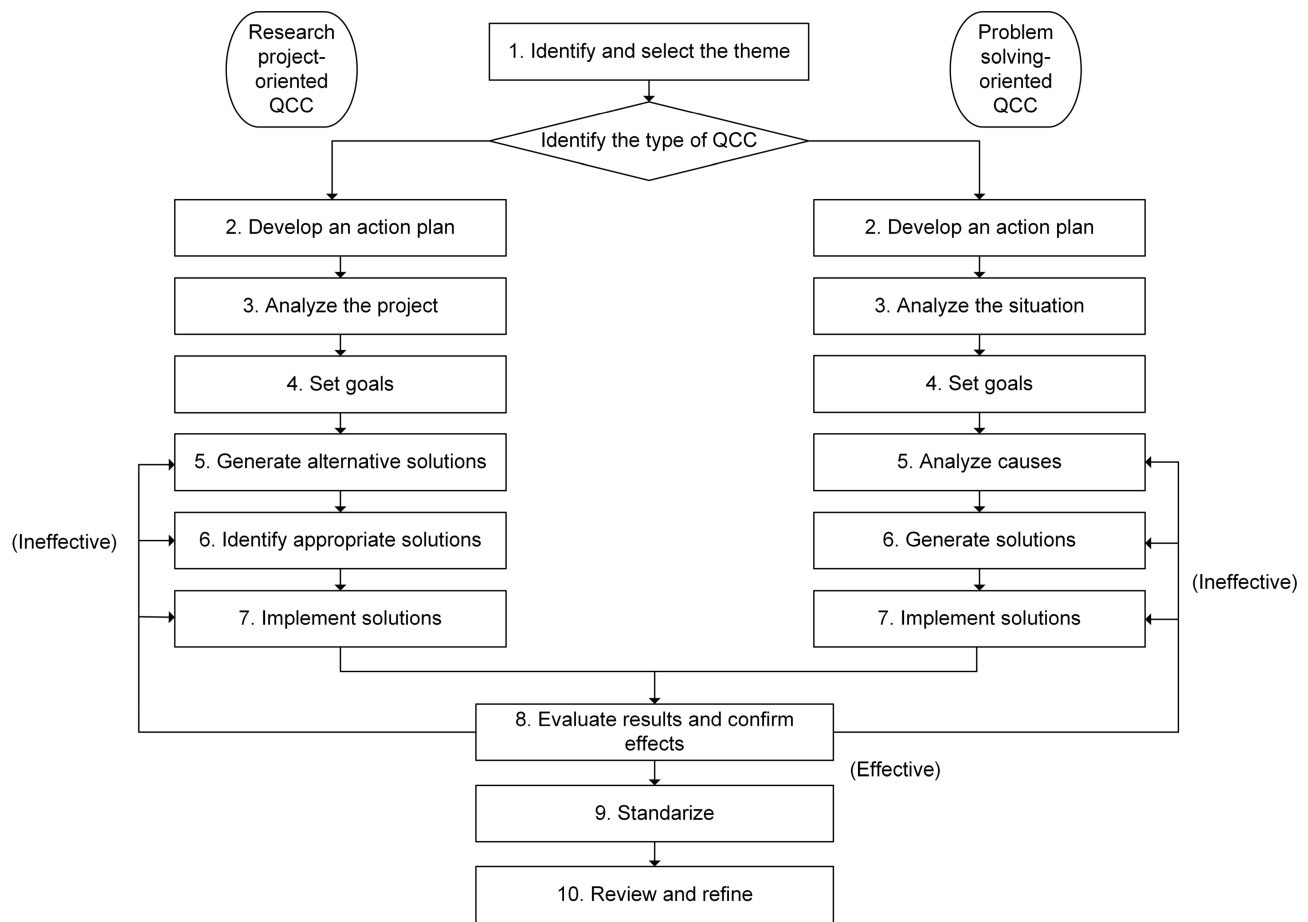 Research
project-
oriented
QCC
1. Identify and select the theme
Problem
solving-
oriented
QCC
Identify the type of QCC
2. Develop an action plan
2. Develop an action plan
3. Analyze the project
3. Analyze the situation
4. Set goals
4. Set goals
5. Generate alternative solutions
5. Analyze causes
(Ineffective)
6. Identify appropriate solutions
6. Generate solutions
(Ineffective)
7. Implement solutions
7. Implement solutions
8. Evaluate results and confirm
effects
(Effective)
9. Standarize
10. Review and refine